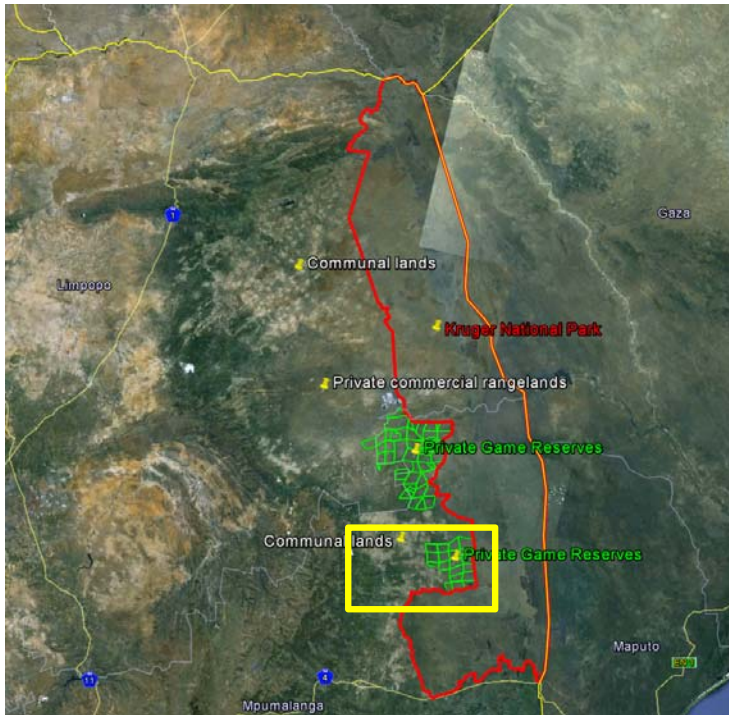 1
Gaza
Communal lands
Limpopo
Kruger National Park
Private commercial rangelands
Private Game Reserves
Communal lands
Private Game Reserves
Maputo
EN1
11
4
Mpumalanga